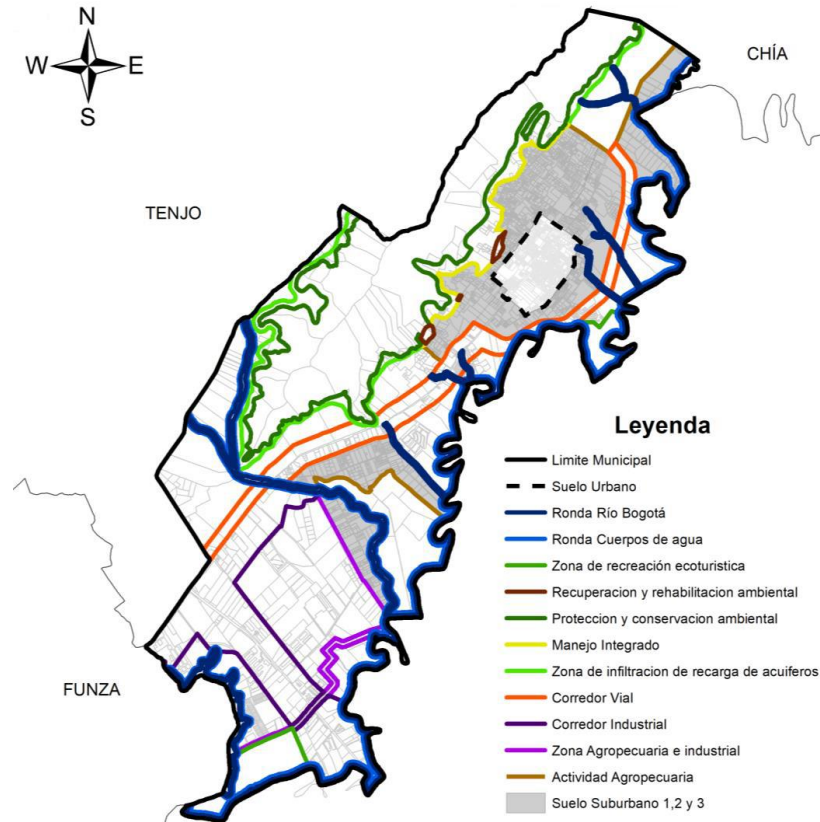 N
W E
S
CHÍA
TENJO
FUNZA
Leyenda
Limite Municipal
Suelo Urbano
Ronda Río Bogotá
Ronda Cuerpos de agua
Zona de recreación ecoturistica
Recuperacion y rehabilitacion ambiental
Proteccion y conservacion ambiental
Manejo Integrado
Zona de infiltracion de recarga de acuiferos
Corredor Vial
Corredor Industrial
Zona Agropecuaria e industrial
Actividad Agropecuaria
Suelo Suburbano 1,2 y 3